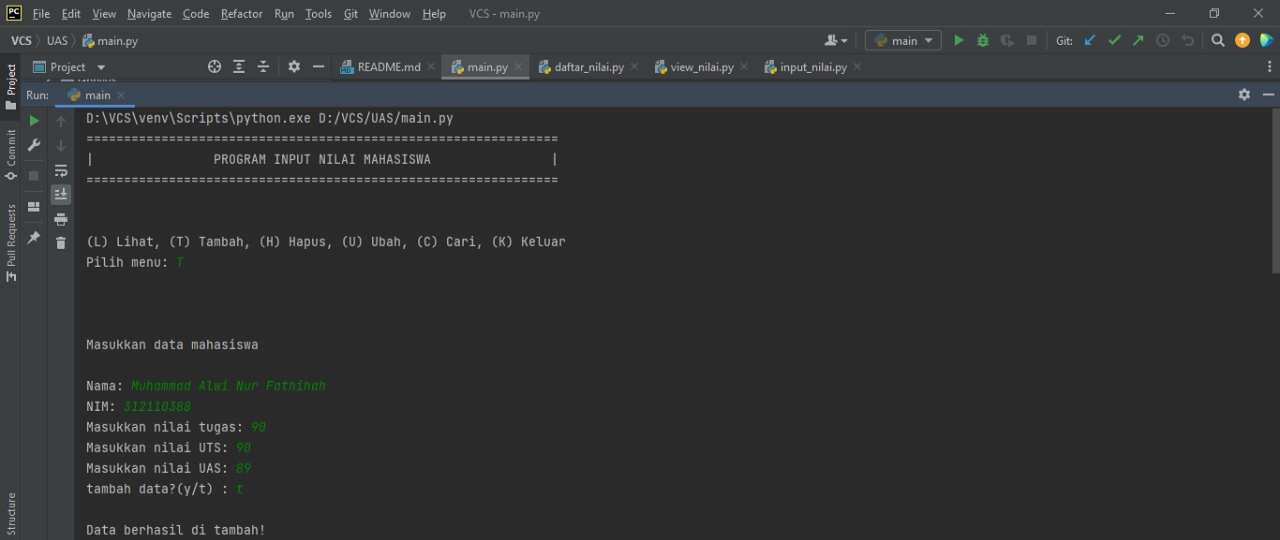 PC File Edit View Navigate Code Refactor Run Tools Git Window Help VCS - main.py
VCS UAS main.py main Git:
Project README.md main.py daftar_nilai.py view_nilai.py input_nilai.py
Run: main
D:\VCS\venv\Scripts\python.exe D:/VCS/UAS/main.py
===============================================================
| PROGRAM INPUT NILAI MAHASISWA |
===============================================================
(L) Lihat, (T) Tambah, (H) Hapus, (U) Ubah, (C) Cari, (K) Keluar
Pilih menu: T
Masukkan data mahasiswa
Nama: Muhammad Alwi Nur Fathihah
NIM: 312110388
Masukkan nilai tugas: 90
Masukkan nilai UTS: 90
Masukkan nilai UAS: 89
tambah data?(y/t) : t
Data berhasil di tambah!
Project
Commit
Pull Requests
Structure